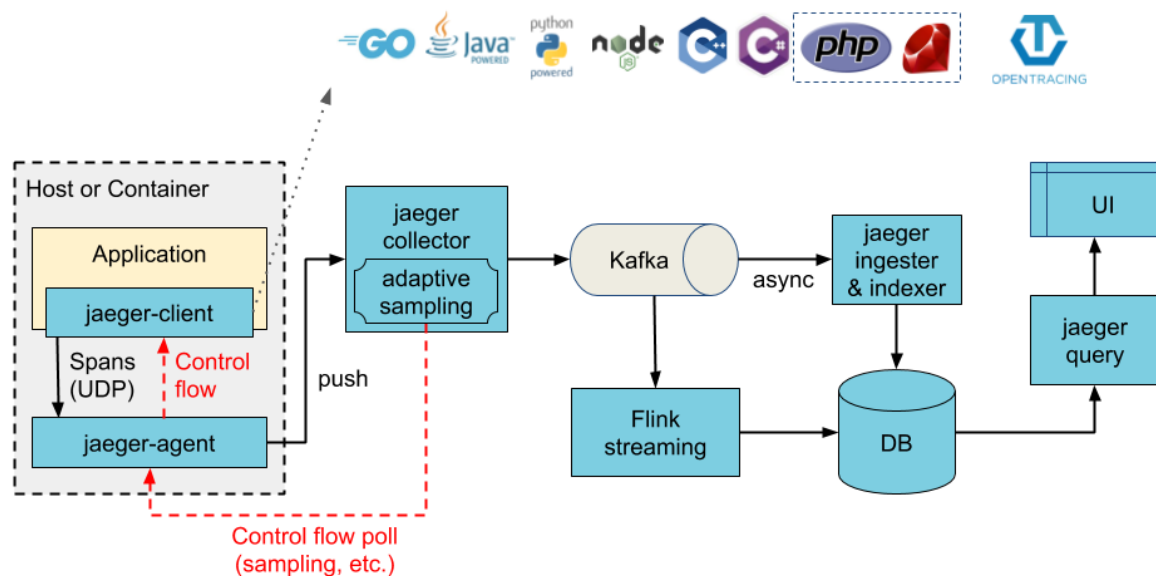 GO
Java
POWERED
python
powered
node
JS
C++
C#
php
OPENTRACING
Host or Container
Application
jaeger-client
Spans
(UDP)
Control
flow
jaeger-agent
push
jaeger
collector
adaptive
sampling
Control flow poll
(sampling, etc.)
Kafka
async
jaeger
ingester
& indexer
Flink
streaming
DB
UI
jaeger
query